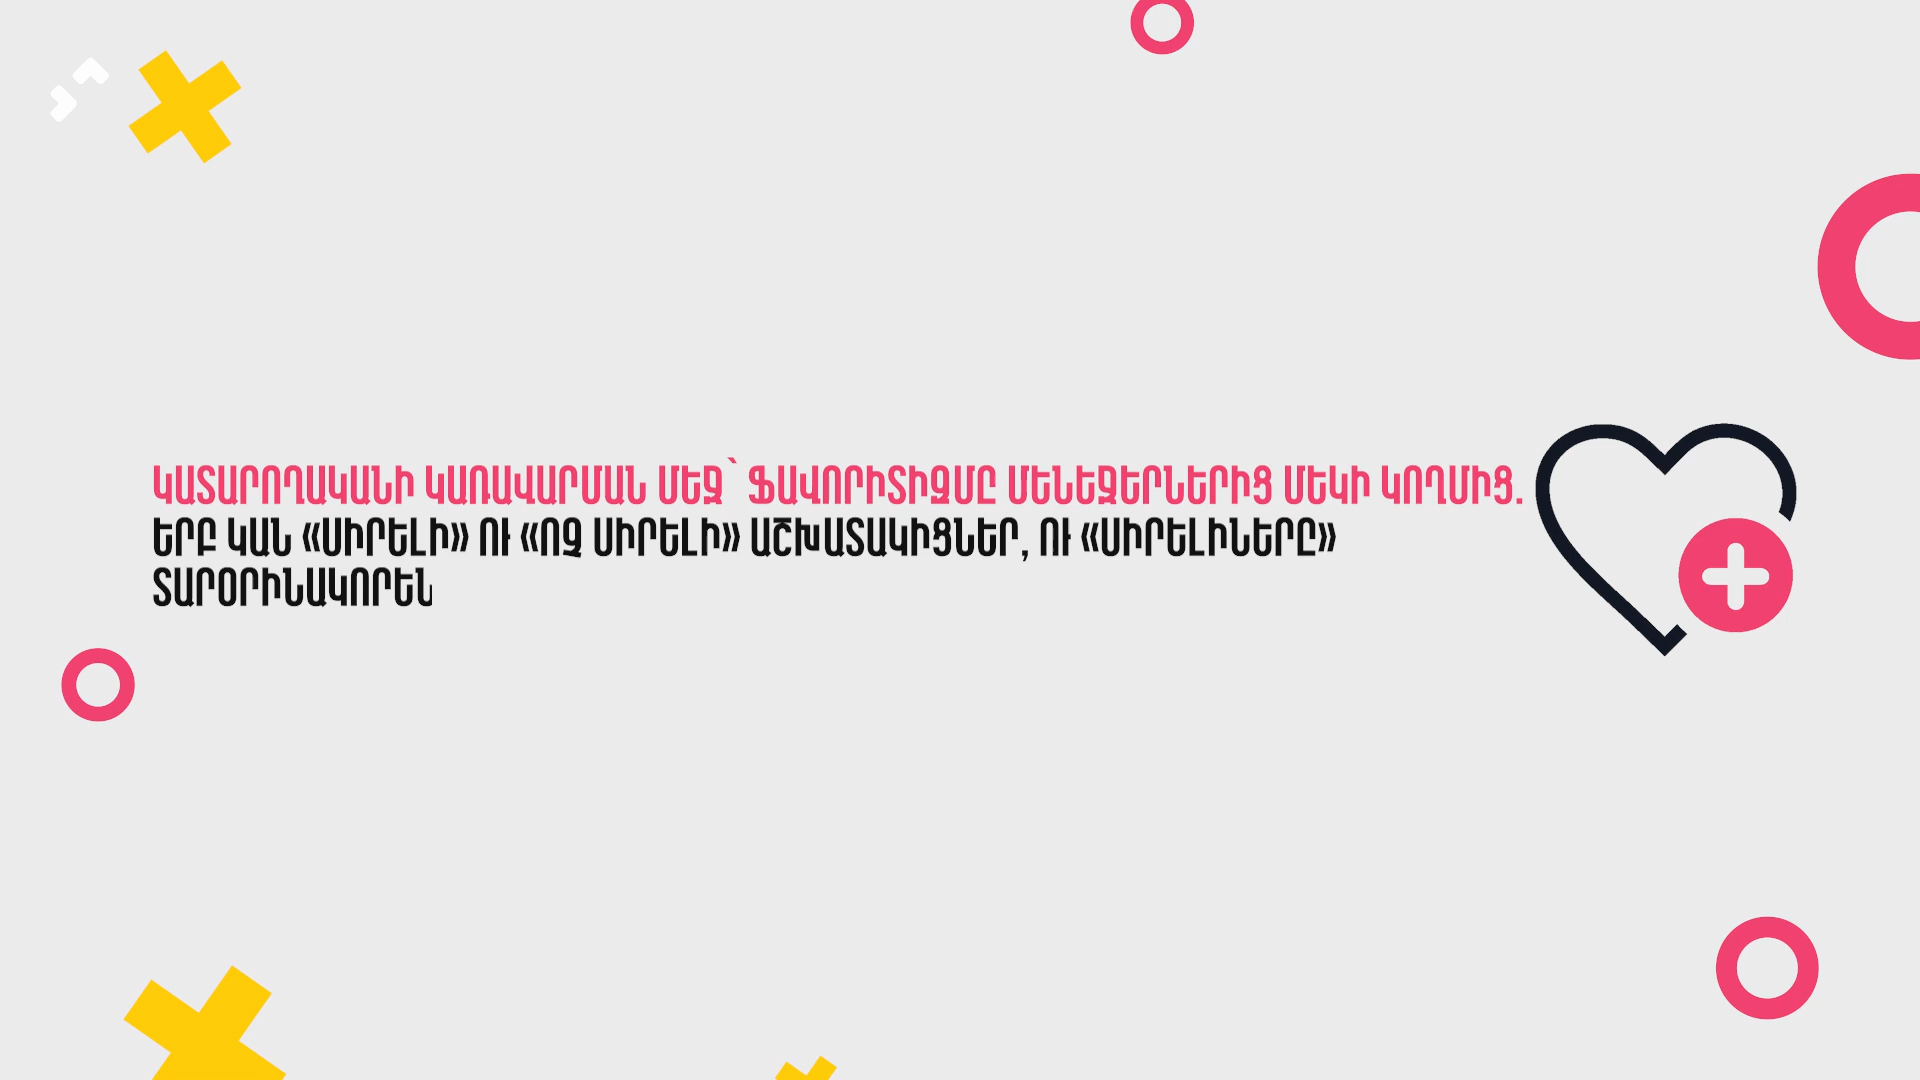 ԿԱՏԱՐՈՂԱԿԱՆԻ ԿԱՌԱՎԱՐՄԱՆ ՄԵՋ՝ ՖԱՎՈՐԻՏԻԶՄԸ ՄԵՆԵՋԵՐՆԵՐԻՑ ՄԵԿԻ ԿՈՂՄԻՑ.
ԵՐԲ ԿԱՆ «ՍԻՐԵԼԻ» ՈՒ «ՈՉ ՍԻՐԵԼԻ» ԱՇԽԱՏԱԿԻՑՆԵՐ, ՈՒ «ՍԻՐԵԼԻՆԵՐԸ»
ՏԱՐՕՐԻՆԱԿՈՐԵՆ